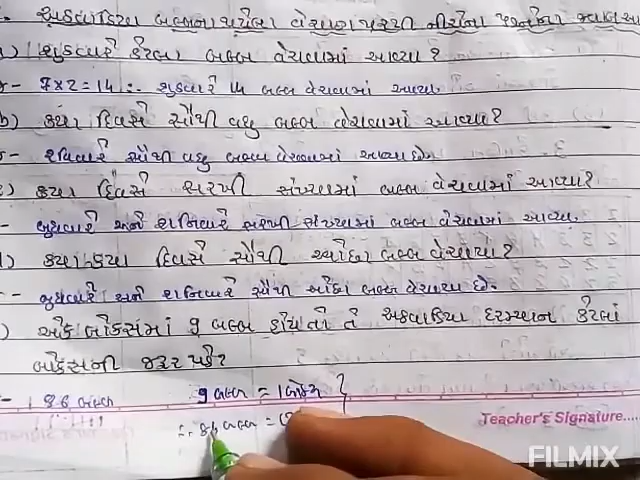 અઠવાડિયા બલ્બના થયેલા વેચાણ પરથી નીચેના પ્રશ્નોના જવાબ આ
a) શુક્રવારે કેટલા બલ્બ વેચવામાં આવ્યા?
7×2=14 ∴ શુક્રવારે 14 બલ્બ વેચવામાં આવ્યા.
b) કયા દિવસે સૌથી વધુ બલ્બ વેચવામાં આવ્યા?
રવિવારે સૌથી વધુ બલ્બ વેચવામાં આવ્યા છે.
c) કયા દિવસે સરખી સંખ્યામાં બલ્બ વેચવામાં આવ્યા?
- બુધવારે અને શનિવારે સરખી સંખ્યામાં બલ્બ વેચવામાં આવ્યા.
d) કયા-કયા દિવસે સૌથી ઓછા બલ્બ વેચાયા?
- બુધવારે અને શનિવારે સૌથી ઓછા બલ્બ વેચાયા છે.
) એક બોક્સમાં 9 બલ્બ હોય તો તે અઠવાડિયા દરમ્યાન કેટલાં
બોક્સની જરૂર પડે?
- 186 બલ્બ 9 બલ્બ = 1 બોક્સ }
∴ 86 બલ્બ = (?
Teacher's Signature.....
FILMIX